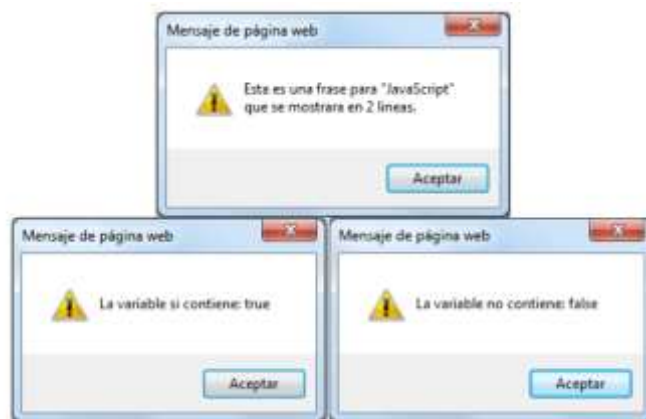 Mensaje de página web
Esta es una frase para "JavaScript"
que se mostrara en 2 lineas.
Aceptar
Mensaje de página web
La variable si contiene: true
Aceptar
Mensaje de página web
La variable no contiene: false
Aceptar